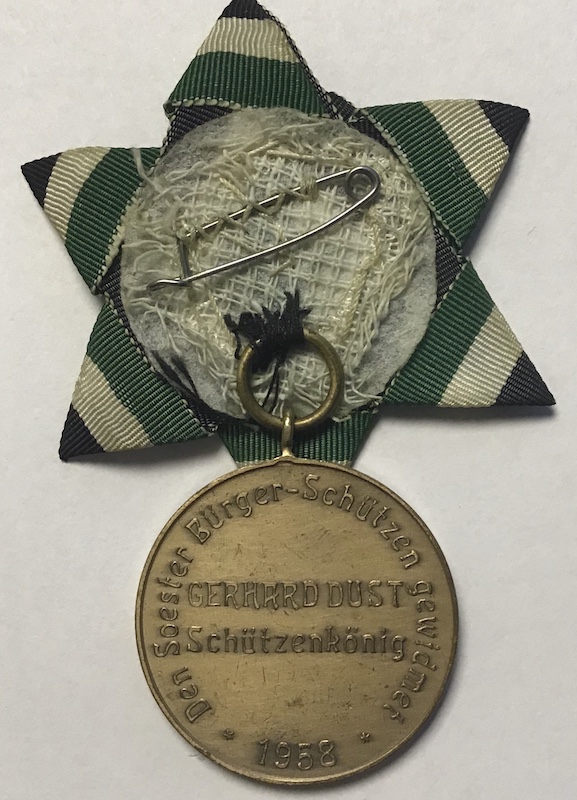 Den Soester Bürger-Schützen gewidmet
GERHARD DUST
Schützenkönig
* 1958 *